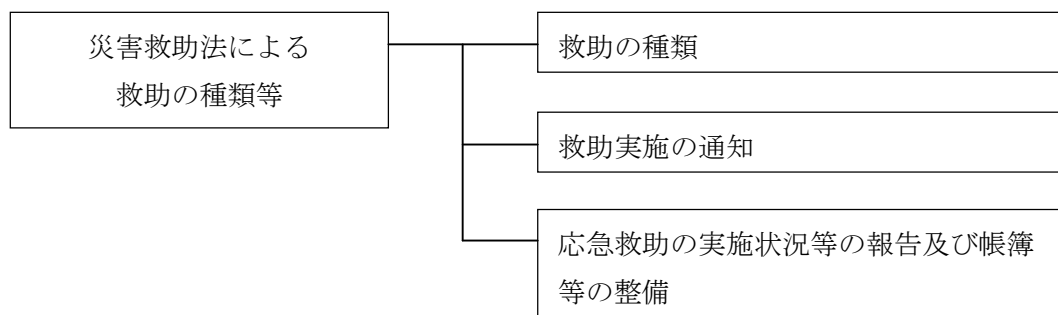 災害救助法による
救助の種類等
救助の種類
救助実施の通知
応急救助の実施状況等の報告及び帳簿
等の整備